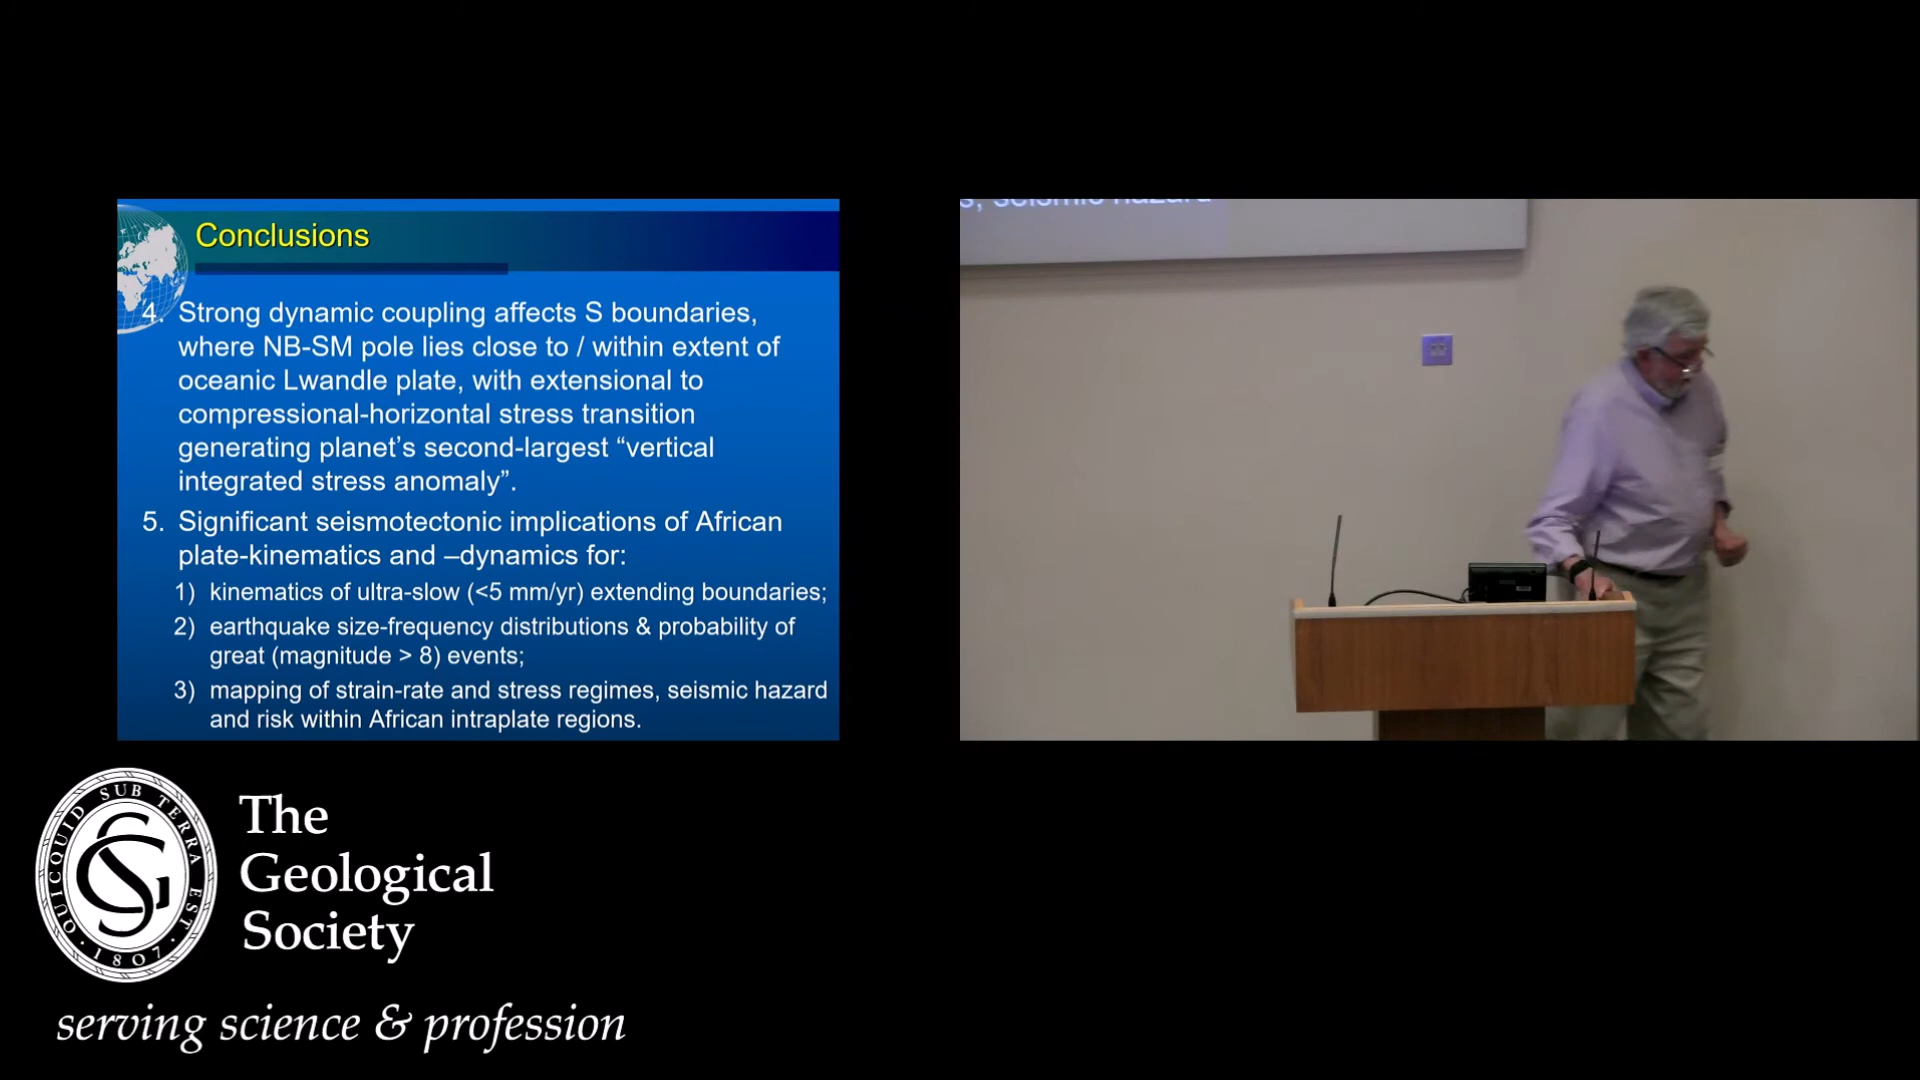 Conclusions
4. Strong dynamic coupling affects S boundaries,
where NB-SM pole lies close to / within extent of
oceanic Lwandle plate, with extensional to
compressional-horizontal stress transition
generating planet’s second-largest “vertical
integrated stress anomaly”.
5. Significant seismotectonic implications of African
plate-kinematics and –dynamics for:
1) kinematics of ultra-slow (<5 mm/yr) extending boundaries;
2) earthquake size-frequency distributions & probability of
great (magnitude > 8) events;
3) mapping of strain-rate and stress regimes, seismic hazard
and risk within African intraplate regions.
s, seismic hazard
QUICQUID SUB TERRA EST
· 1807 ·
The
Geological
Society
serving science & profession